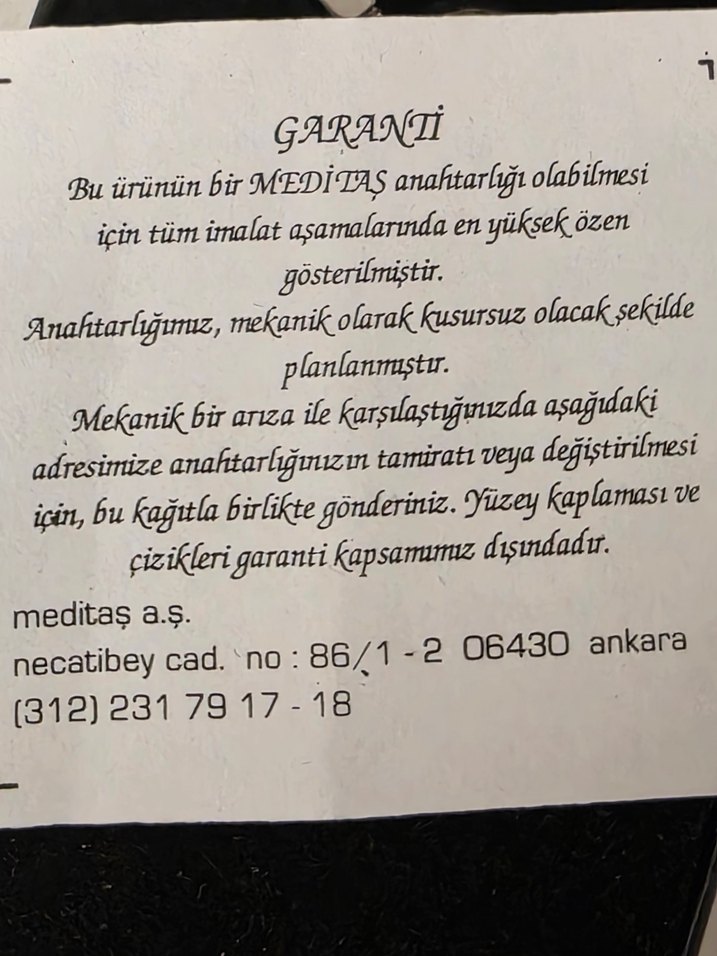 GARANTİ
Bu ürünün bir MEDİTAŞ anahtarlığı olabilmesi
için tüm imalat aşamalarında en yüksek özen
gösterilmiştir.
Anahtarlığımız, mekanik olarak kusursuz olacak şekilde
planlanmıştır.
Mekanik bir arıza ile karşılaştığınızda aşağıdaki
adresimize anahtarlığınızın tamiratı veya değiştirilmesi
için, bu kağıtla birlikte gönderiniz. Yüzey kaplaması ve
çizikleri garanti kapsamımız dışındadır.
meditaş a.ş.
necatibey cad. no : 86/1 - 2 06430 ankara
(312) 231 79 17 - 18